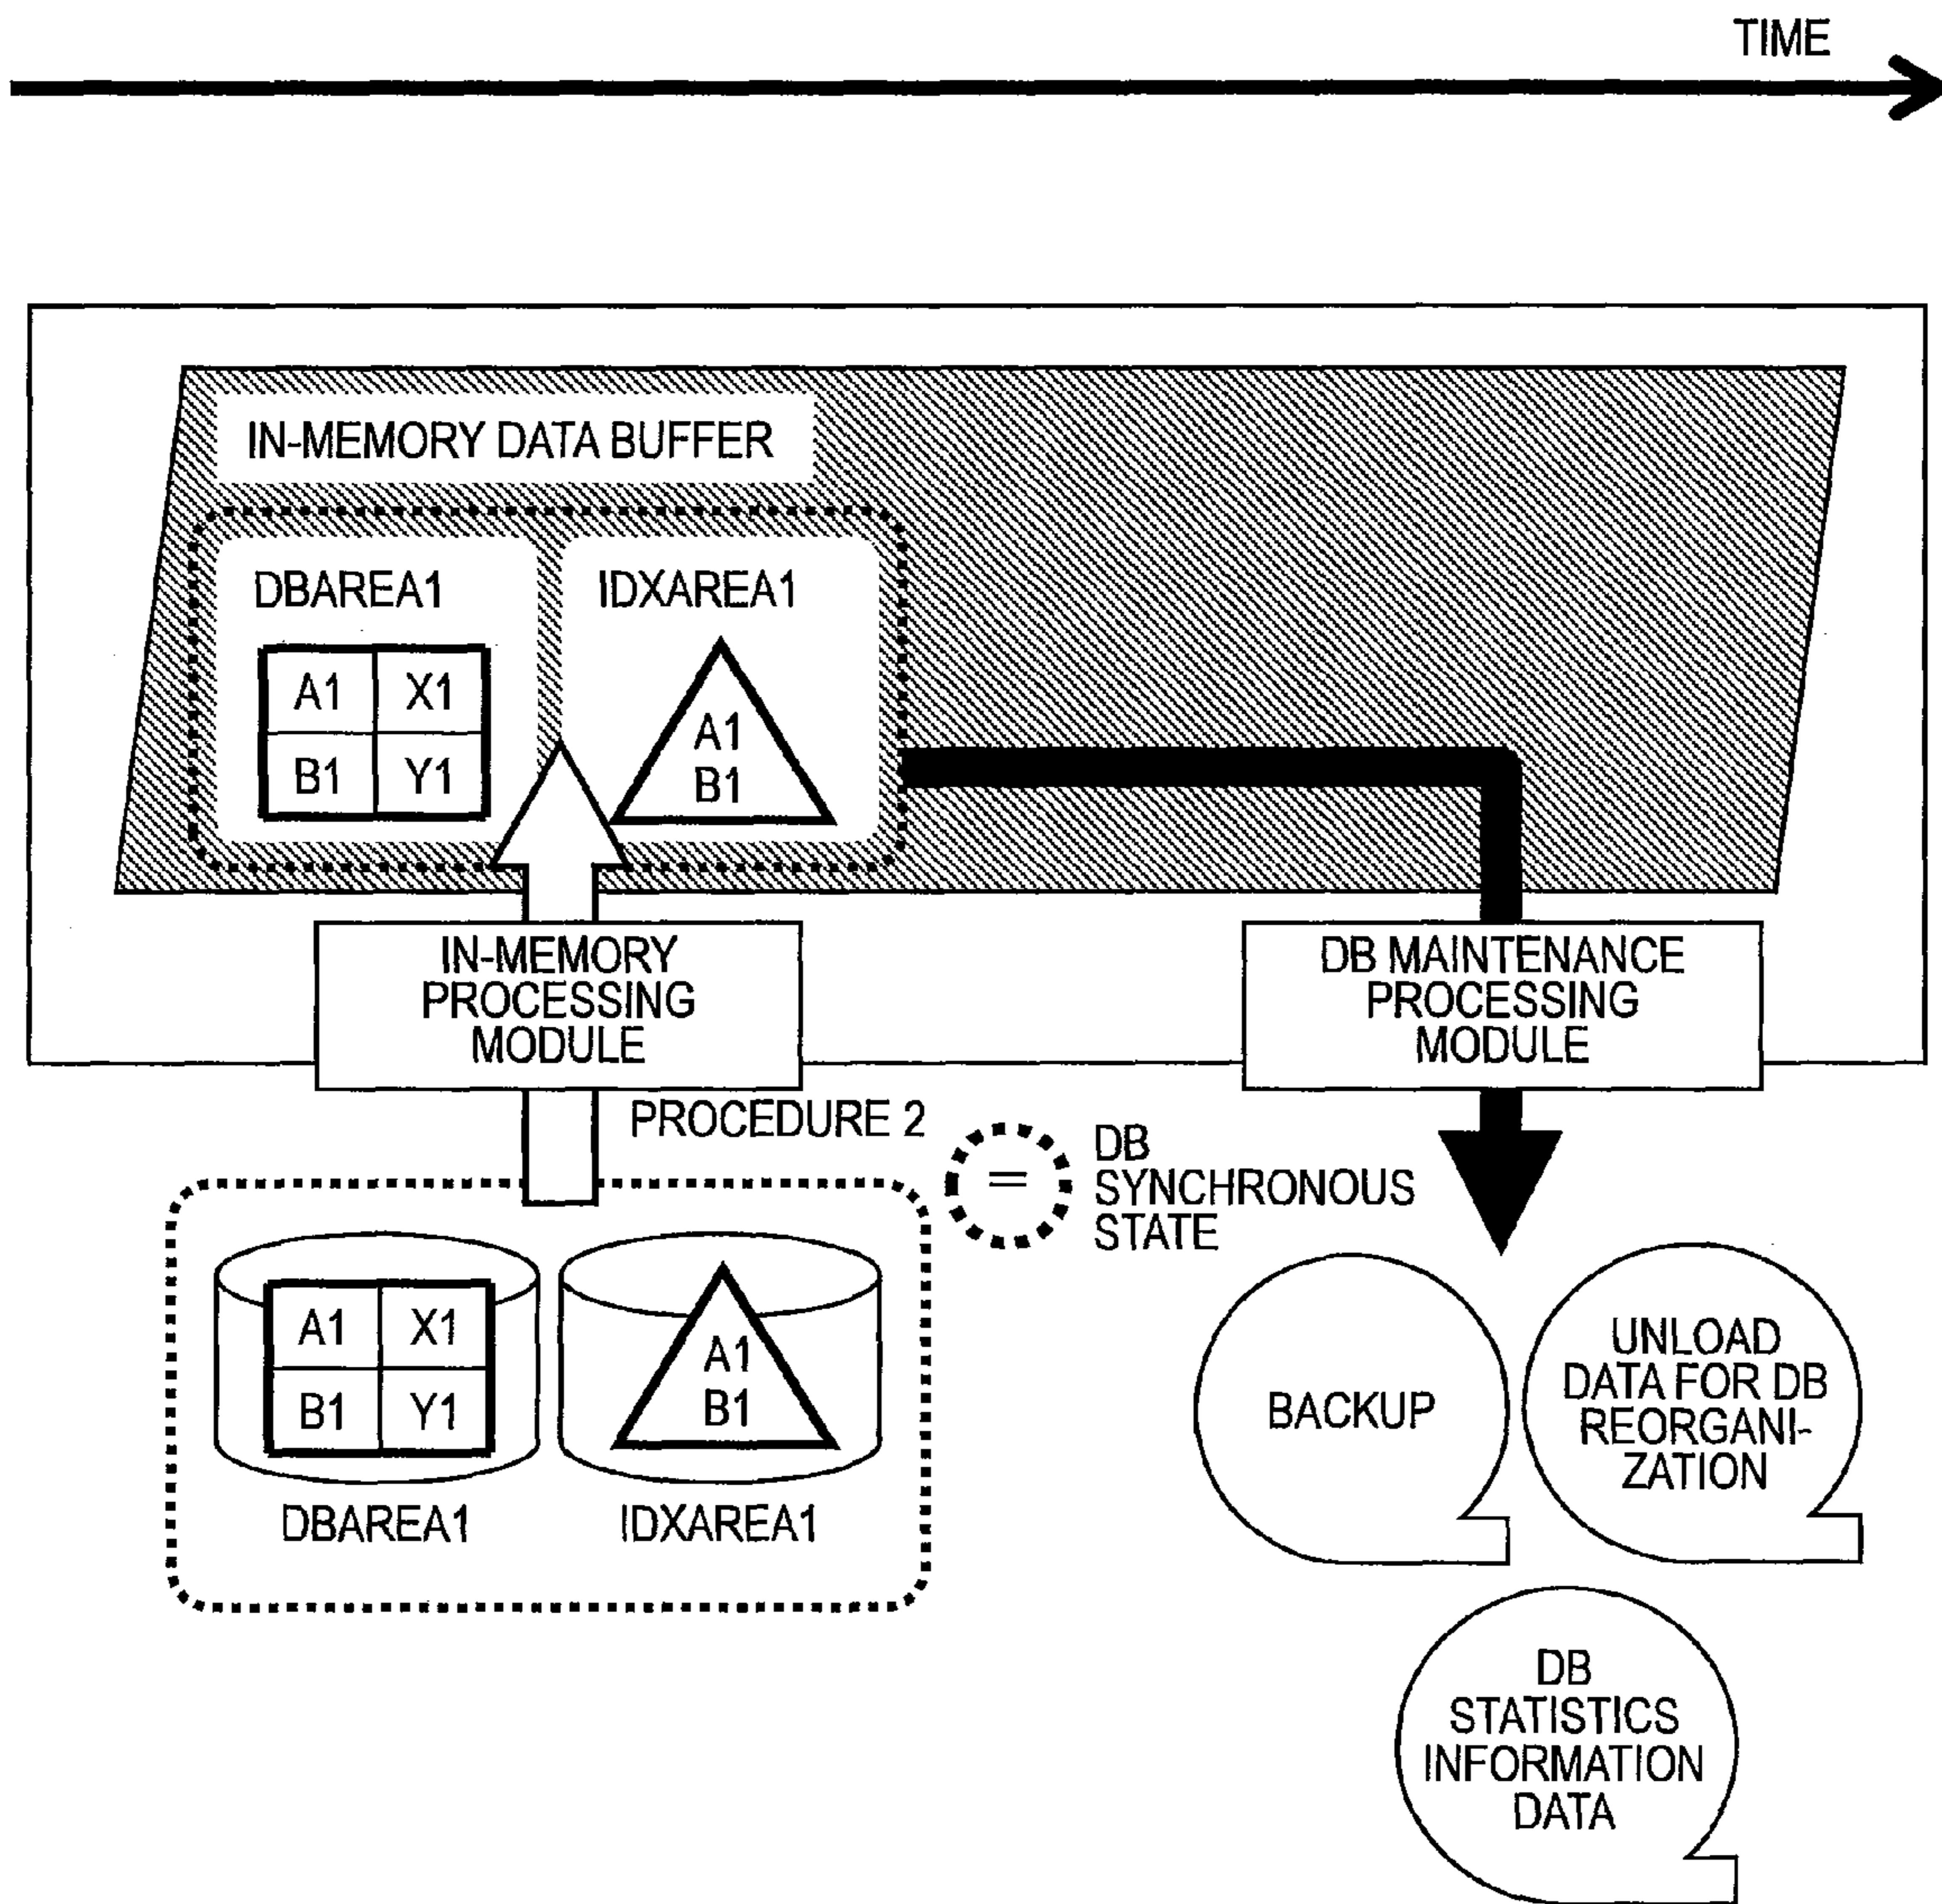 TIME
IN-MEMORY DATA BUFFER
DBAREA1
IDXAREA1
A1 X1
B1 Y1
A1
B1
IN-MEMORY
PROCESSING
MODULE
DB MAINTENANCE
PROCESSING
MODULE
PROCEDURE 2
=
DB
SYNCHRONOUS
STATE
A1 X1
B1 Y1
A1
B1
DBAREA1
IDXAREA1
BACKUP
UNLOAD
DATA FOR DB
REORGANI-
ZATION
DB
STATISTICS
INFORMATION
DATA